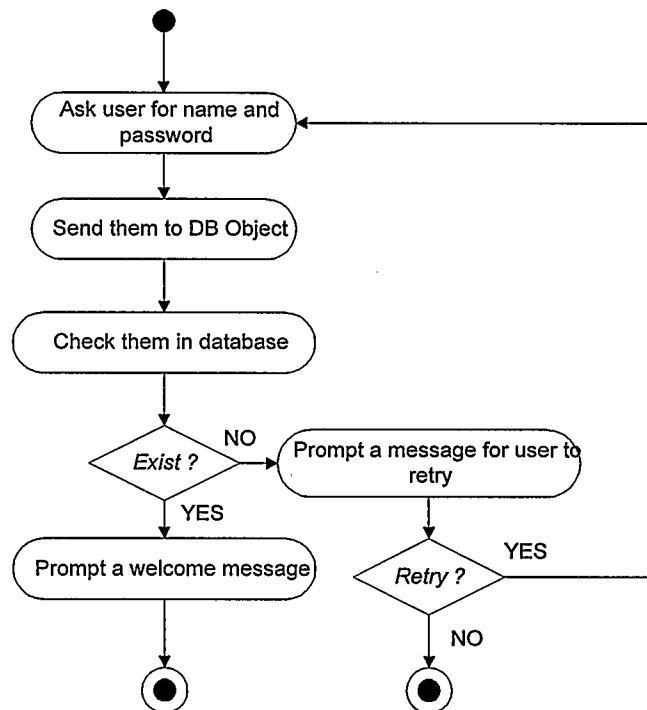 Ask user for name and
password
Send them to DB Object
Check them in database
Exist ?
NO
YES
Prompt a message for user to
retry
Prompt a welcome message
Retry ?
YES
NO